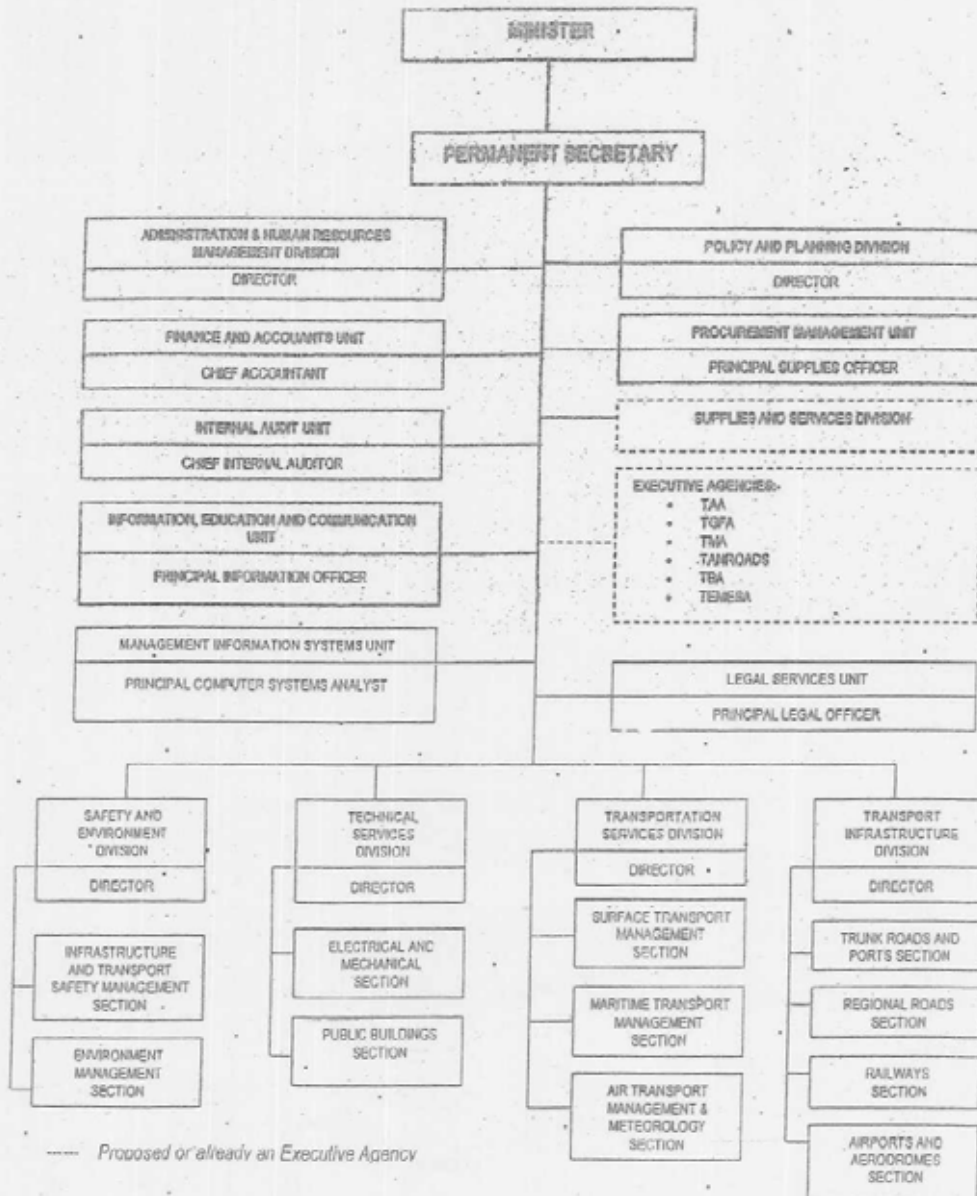 MINISTER
PERMANENT SECRETARY
ADMINISTRATION & HUMAN RESOURCES
MANAGEMENT DIVISION
DIRECTOR
POLICY AND PLANNING DIVISION
DIRECTOR
FINANCE AND ACCOUNTS UNIT
CHIEF ACCOUNTANT
PROCUREMENT MANAGEMENT UNIT
PRINCIPAL SUPPLIES OFFICER
INTERNAL AUDIT UNIT
CHIEF INTERNAL AUDITOR
SUPPLIES AND SERVICES DIVISION
INFORMATION, EDUCATION AND COMMUNICATION
UNIT
PRINCIPAL INFORMATION OFFICER
EXECUTIVE AGENCIES:-
• TAA
• TGFA
• TMA
• TANROADS
• TBA
• TEMESA
MANAGEMENT INFORMATION SYSTEMS UNIT
PRINCIPAL COMPUTER SYSTEMS ANALYST
LEGAL SERVICES UNIT
PRINCIPAL LEGAL OFFICER
SAFETY AND
ENVIRONMENT
DIVISION
DIRECTOR
INFRASTRUCTURE
AND TRANSPORT
SAFETY MANAGEMENT
SECTION
ENVIRONMENT
MANAGEMENT
SECTION
TECHNICAL
SERVICES
DIVISION
DIRECTOR
ELECTRICAL AND
MECHANICAL
SECTION
PUBLIC BUILDINGS
SECTION
TRANSPORTATION
SERVICES DIVISION
DIRECTOR
SURFACE TRANSPORT
MANAGEMENT
SECTION
MARITIME TRANSPORT
MANAGEMENT
SECTION
AIR TRANSPORT
MANAGEMENT &
METEOROLOGY
SECTION
TRANSPORT
INFRASTRUCTURE
DIVISION
DIRECTOR
TRUNK ROADS AND
PORTS SECTION
REGIONAL ROADS
SECTION
RAILWAYS
SECTION
AIRPORTS AND
AERODROMES
SECTION
---- Proposed or already an Executive Agency